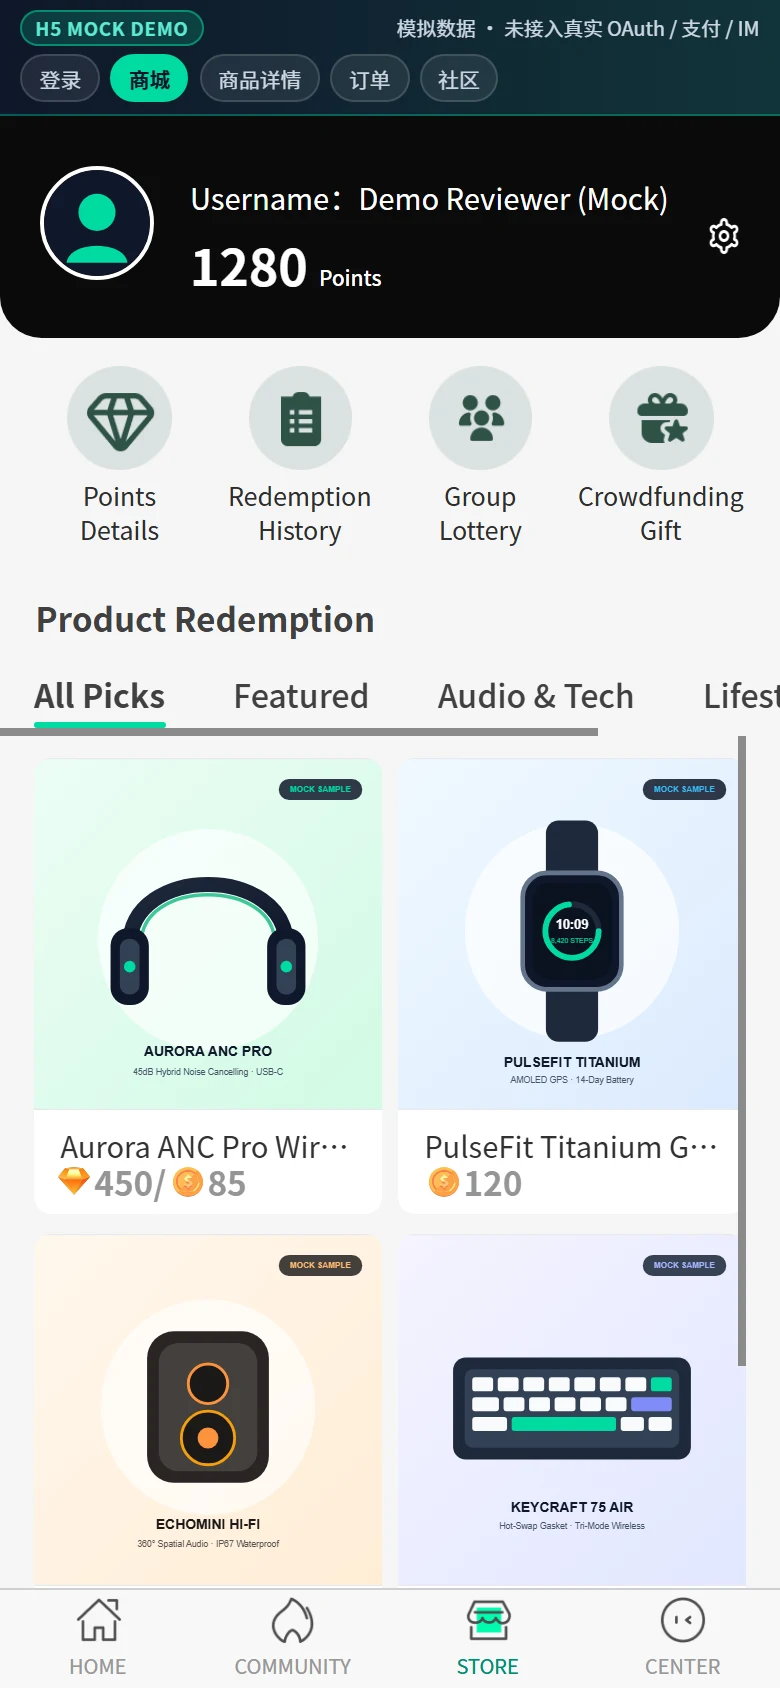 H5 MOCK DEMO
模拟数据 · 未接入真实 OAuth / 支付 / IM
登录 商城 商品详情 订单 社区
Username：Demo Reviewer (Mock)
1280 Points
Points Details
Redemption History
Group Lottery
Crowdfunding Gift
Product Redemption
All Picks Featured Audio & Tech Lifest
MOCK SAMPLE
AURORA ANC PRO
45dB Hybrid Noise Cancelling · USB-C
Aurora ANC Pro Wir···
450/ 85
MOCK SAMPLE
10:09
8,420 STEPS
PULSEFIT TITANIUM
AMOLED GPS · 14-Day Battery
PulseFit Titanium G···
120
MOCK SAMPLE
ECHOMINI HI-FI
360° Spatial Audio · IP67 Waterproof
MOCK SAMPLE
KEYCRAFT 75 AIR
Hot-Swap Gasket · Tri-Mode Wireless
HOME COMMUNITY STORE CENTER